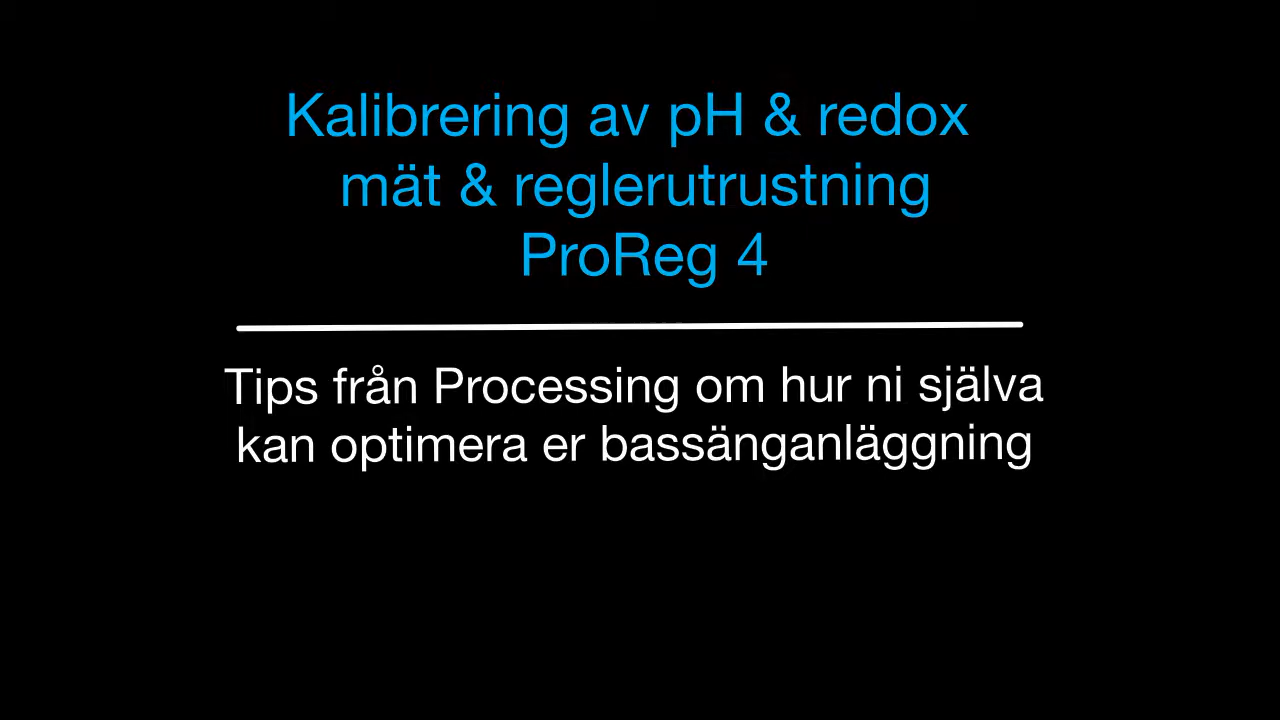 Kalibrering av pH & redox
mät & reglerutrustning
ProReg 4
Tips från Processing om hur ni själva
kan optimera er bassänganläggning